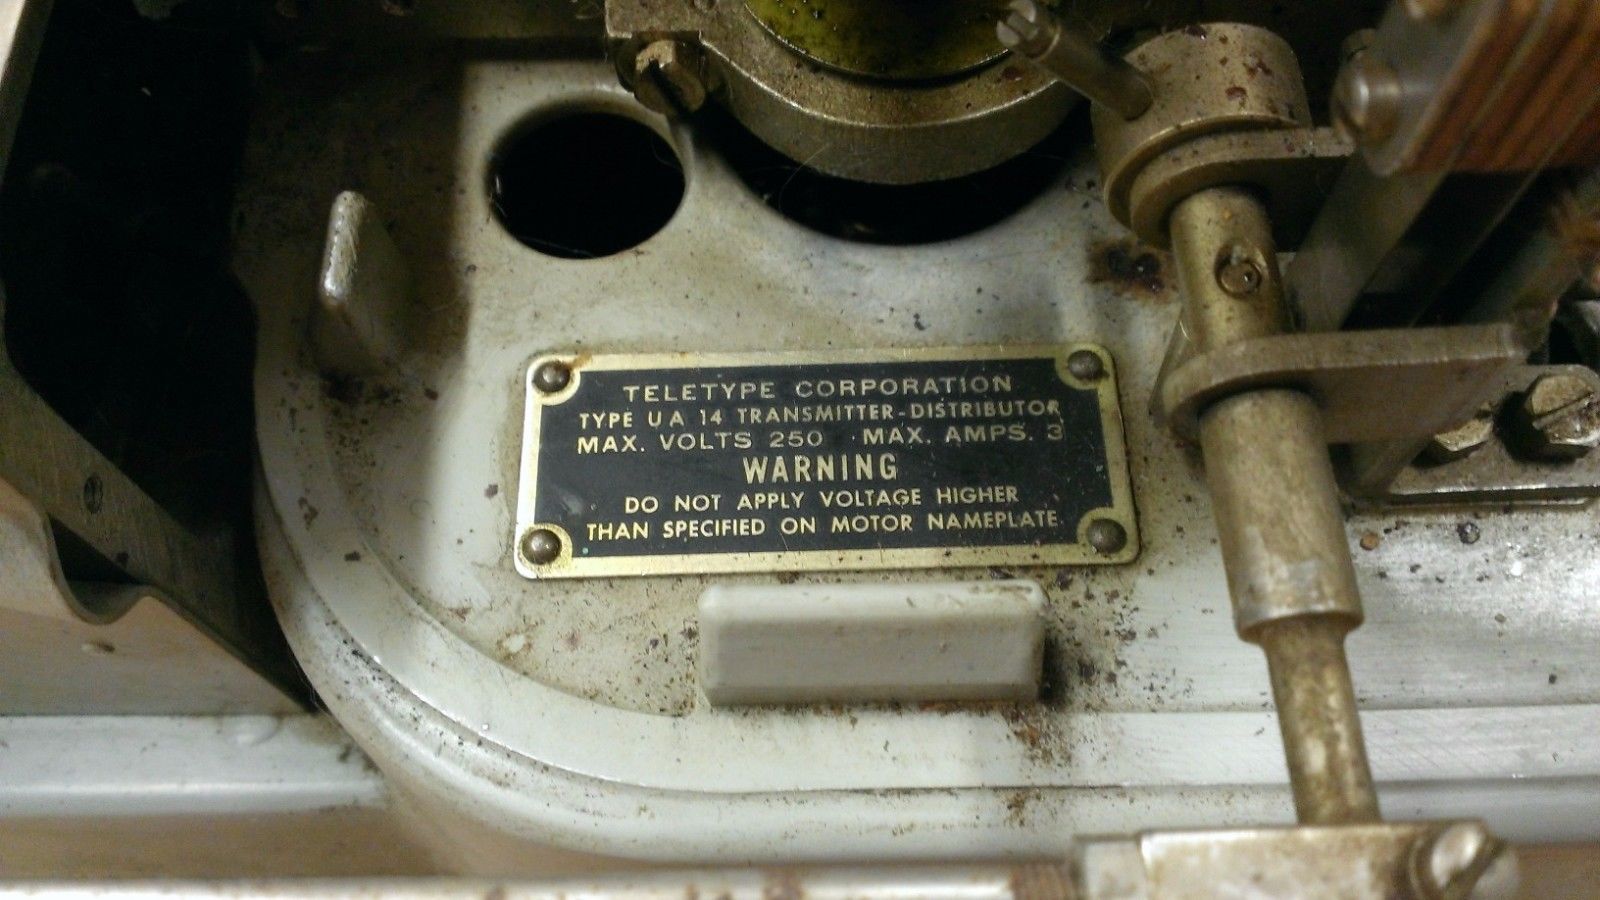 TELETYPE CORPORATION
TYPE UA 14 TRANSMITTER-DISTRIBUTOR
MAX. VOLTS 250 MAX. AMPS. 3
WARNING
DO NOT APPLY VOLTAGE HIGHER
THAN SPECIFIED ON MOTOR NAMEPLATE.